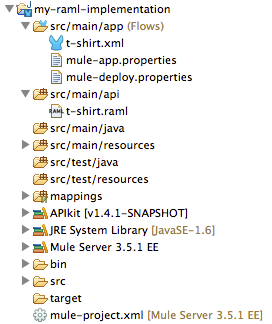 my-raml-implementation
src/main/app (Flows)
t-shirt.xml
mule-app.properties
mule-deploy.properties
src/main/api
RAML t-shirt.raml
src/main/java
src/main/resources
src/test/java
src/test/resources
mappings
APIkit [v1.4.1-SNAPSHOT]
JRE System Library [JavaSE-1.6]
Mule Server 3.5.1 EE
bin
src
target
mule-project.xml [Mule Server 3.5.1 EE]